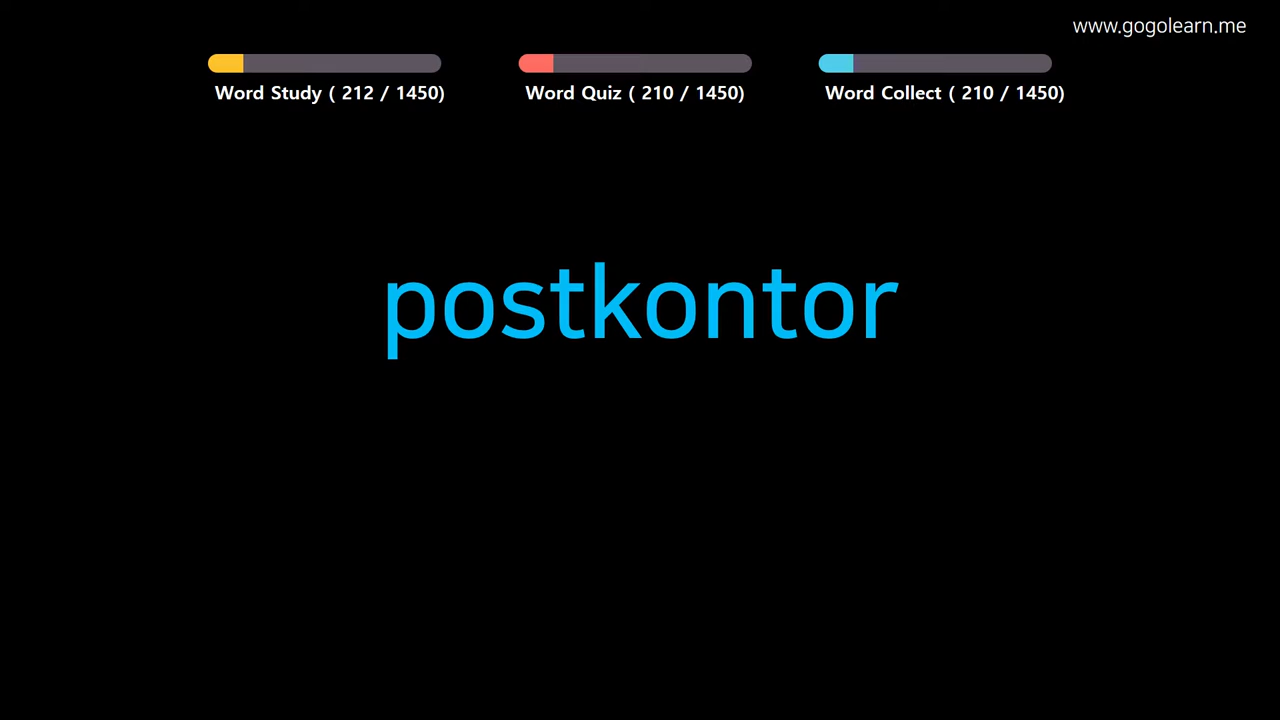 www.gogolearn.me
Word Study ( 212 / 1450)
Word Quiz ( 210 / 1450)
Word Collect ( 210 / 1450)
postkontor